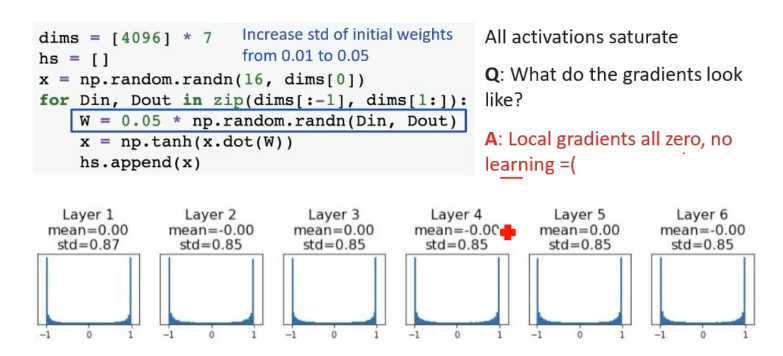 dims = [4096] * 7
Increase std of initial weights
from 0.01 to 0.05
hs = []
x = np.random.randn(16, dims[0])
for Din, Dout in zip(dims[:-1], dims[1:]):
W = 0.05 * np.random.randn(Din, Dout)
x = np.tanh(x.dot(W))
hs.append(x)
All activations saturate
Q: What do the gradients look
like?
A: Local gradients all zero, no
learning =(
Layer 1
mean=0.00
std=0.87
-1 0 1
Layer 2
mean=-0.00
std=0.85
-1 0 1
Layer 3
mean=0.00
std=0.85
-1 0 1
Layer 4
mean=-0.00
std=0.85
-1 0 1
Layer 5
mean=0.00
std=0.85
-1 0 1
Layer 6
mean=-0.00
std=0.85
-1 0 1